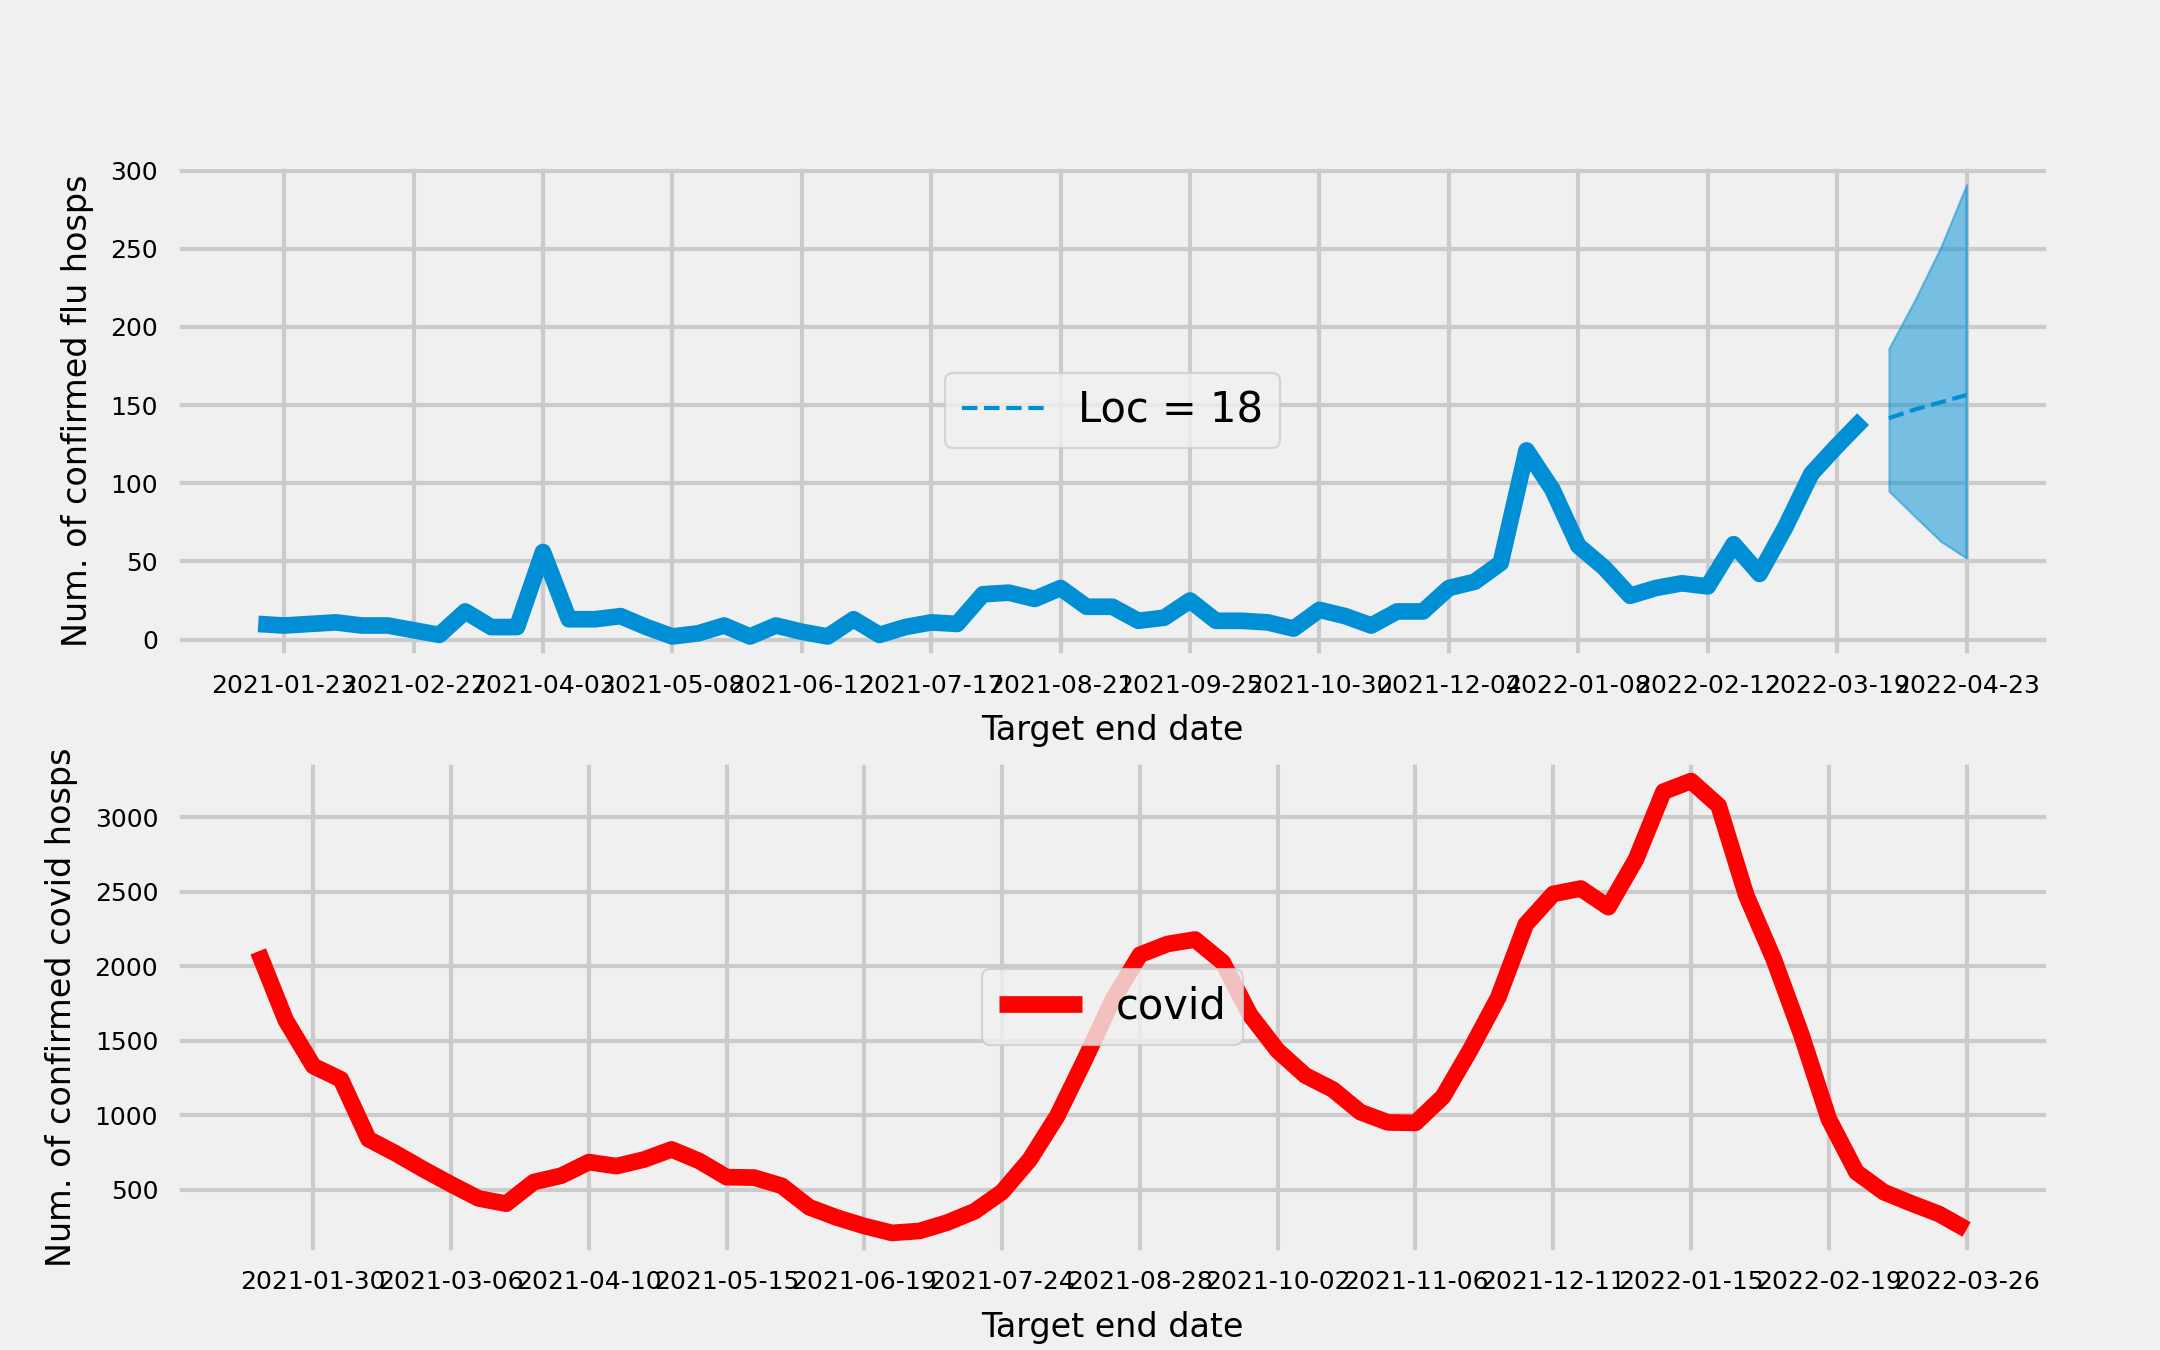 Num. of confirmed flu hosps
300
250
200
150
100
50
0
Loc = 18
2021-01-23 2021-02-27 2021-04-03 2021-05-08 2021-06-12 2021-07-17 2021-08-21 2021-09-25 2021-10-30 2021-12-04 2022-01-08 2022-02-12 2022-03-19 2022-04-23
Target end date
Num. of confirmed covid hosps
3000
2500
2000
1500
1000
500
covid
2021-01-30 2021-03-06 2021-04-10 2021-05-15 2021-06-19 2021-07-24 2021-08-28 2021-10-02 2021-11-06 2021-12-11 2022-01-15 2022-02-19 2022-03-26
Target end date